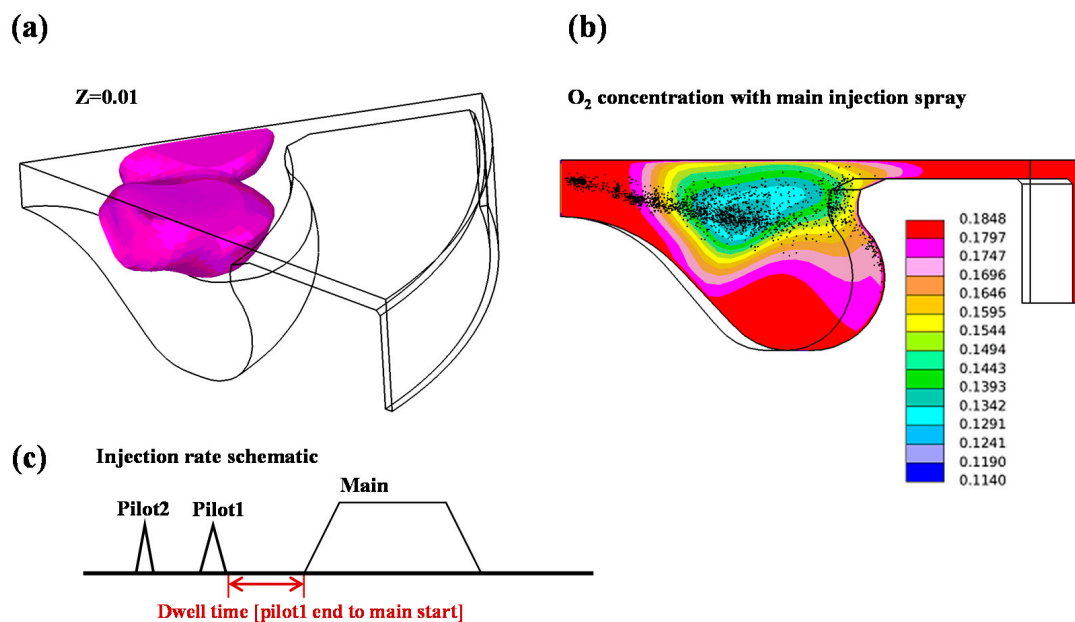 (a)
Z=0.01
(b)
O₂ concentration with main injection spray
0.1848
0.1797
0.1747
0.1696
0.1646
0.1595
0.1544
0.1494
0.1443
0.1393
0.1342
0.1291
0.1241
0.1190
0.1140
(c)
Injection rate schematic
Pilot2
Pilot1
Main
Dwell time [pilot1 end to main start]